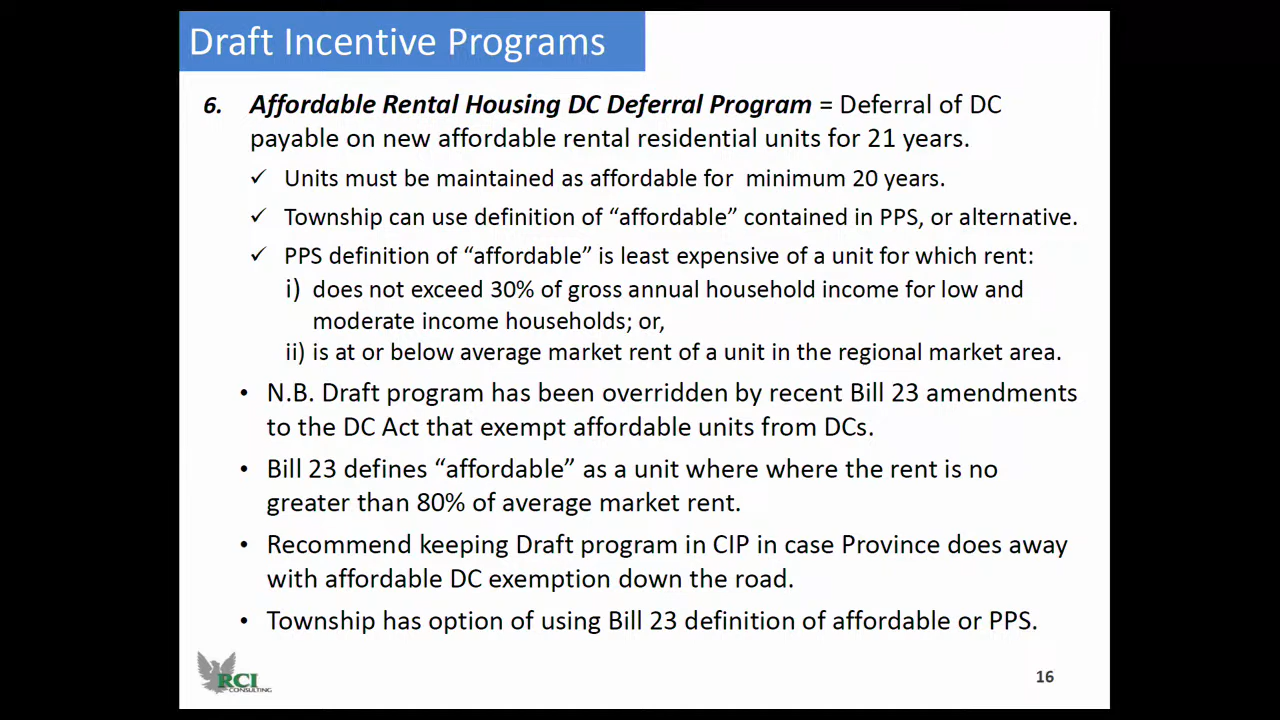 Draft Incentive Programs
6. Affordable Rental Housing DC Deferral Program = Deferral of DC
payable on new affordable rental residential units for 21 years.
✓ Units must be maintained as affordable for minimum 20 years.
✓ Township can use definition of “affordable” contained in PPS, or alternative.
✓ PPS definition of “affordable” is least expensive of a unit for which rent:
i) does not exceed 30% of gross annual household income for low and
moderate income households; or,
ii) is at or below average market rent of a unit in the regional market area.
• N.B. Draft program has been overridden by recent Bill 23 amendments
to the DC Act that exempt affordable units from DCs.
• Bill 23 defines “affordable” as a unit where where the rent is no
greater than 80% of average market rent.
• Recommend keeping Draft program in CIP in case Province does away
with affordable DC exemption down the road.
• Township has option of using Bill 23 definition of affordable or PPS.
RCI
CONSULTING
16